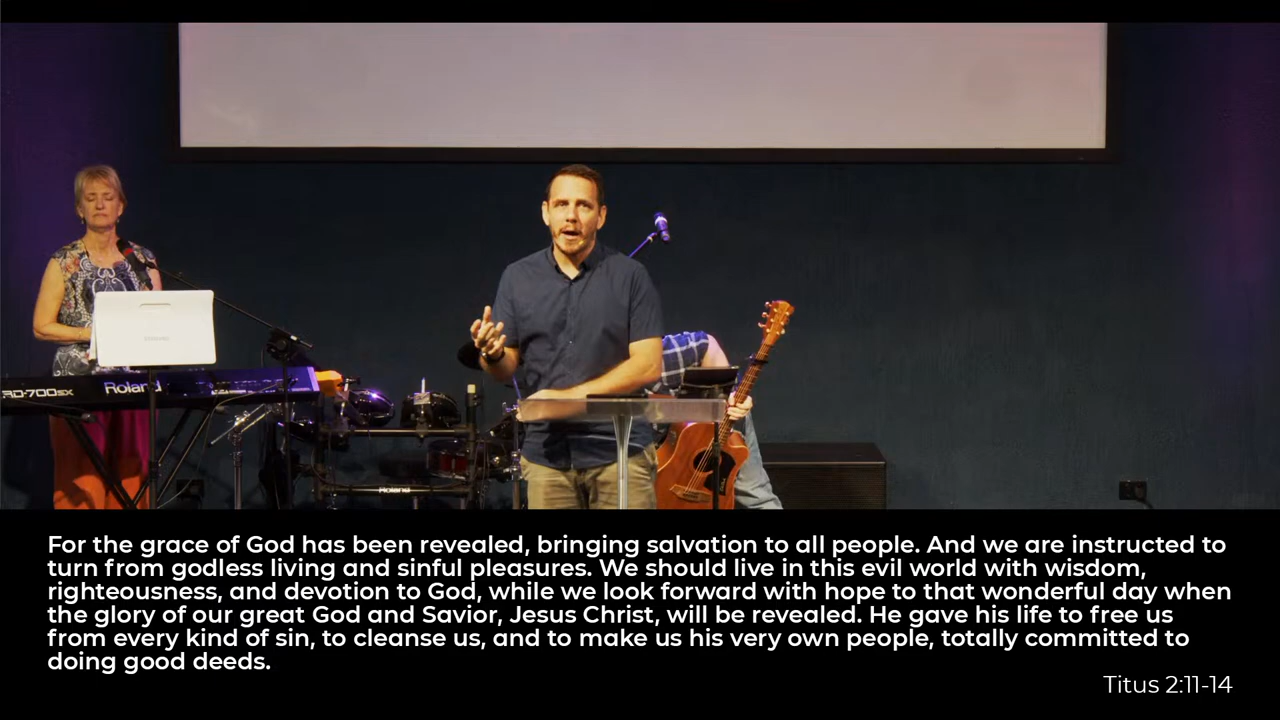 RD-700SX
Roland
Roland
For the grace of God has been revealed, bringing salvation to all people. And we are instructed to
turn from godless living and sinful pleasures. We should live in this evil world with wisdom,
righteousness, and devotion to God, while we look forward with hope to that wonderful day when
the glory of our great God and Savior, Jesus Christ, will be revealed. He gave his life to free us
from every kind of sin, to cleanse us, and to make us his very own people, totally committed to
doing good deeds.
Titus 2:11-14